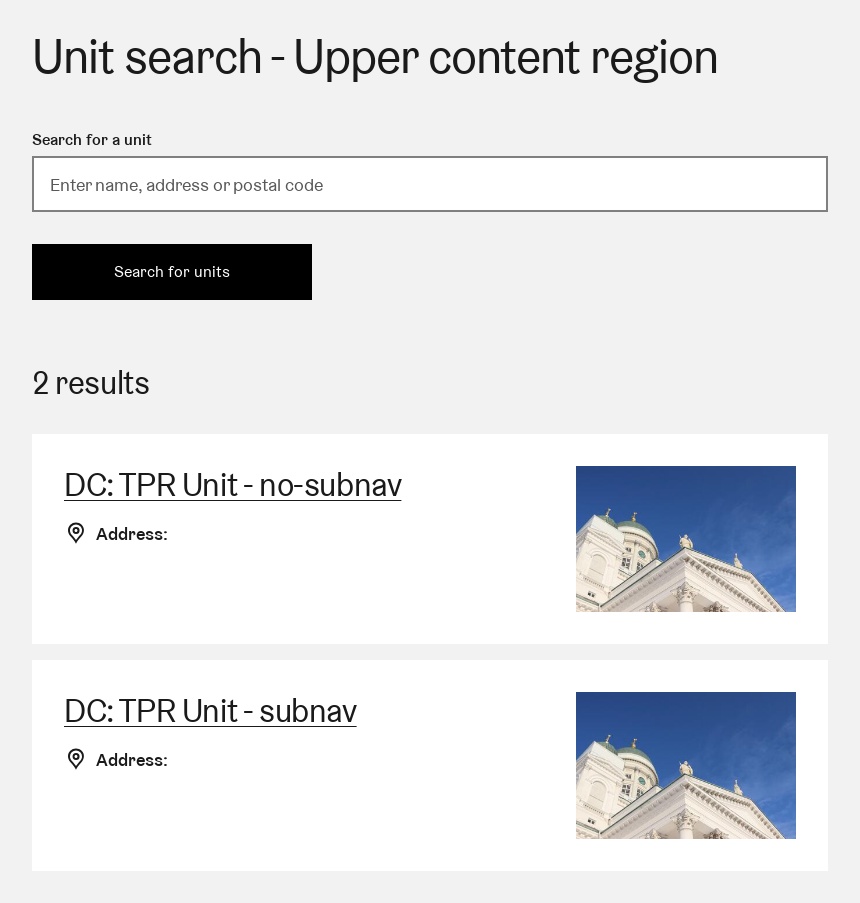 Unit search - Upper content region
Search for a unit
Enter name, address or postal code
Search for units
2 results
DC: TPR Unit - no-subnav
Address:
DC: TPR Unit - subnav
Address: